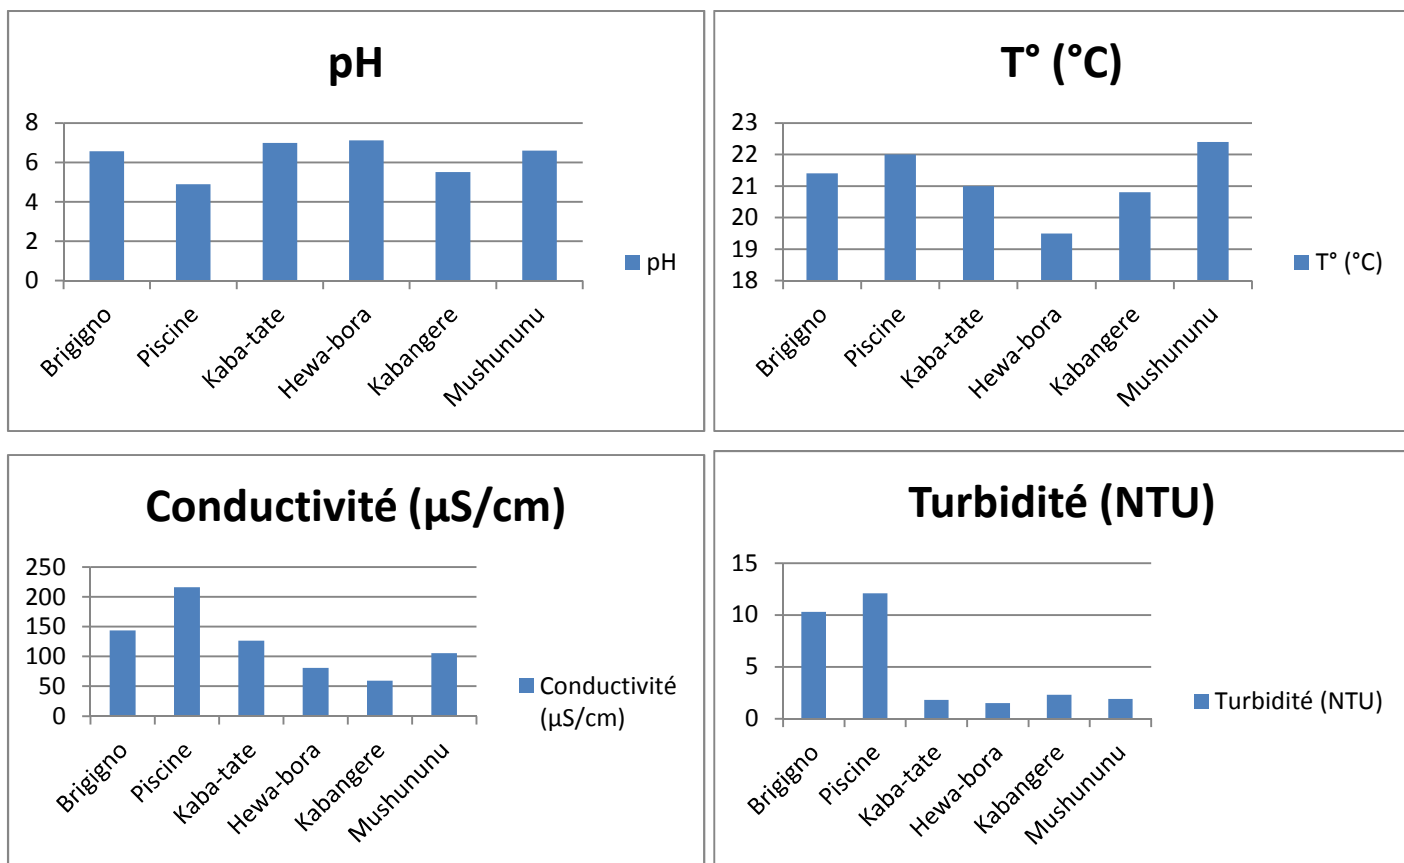 pH
8
6
4
2
0
Brigigno
Piscine
Kaba-tate
Hewa-bora
Kabangere
Mushununu
pH
T° (°C)
23
22
21
20
19
18
Brigigno
Piscine
Kaba-tate
Hewa-bora
Kabangere
Mushununu
T° (°C)
Conductivité (µS/cm)
250
200
150
100
50
0
Brigigno
Piscine
Kaba-tate
Hewa-bora
Kabangere
Mushununu
Conductivité
(µS/cm)
Turbidité (NTU)
15
10
5
0
Brigigno
Piscine
Kaba-tate
Hewa-bora
Kabangere
Mushununu
Turbidité (NTU)